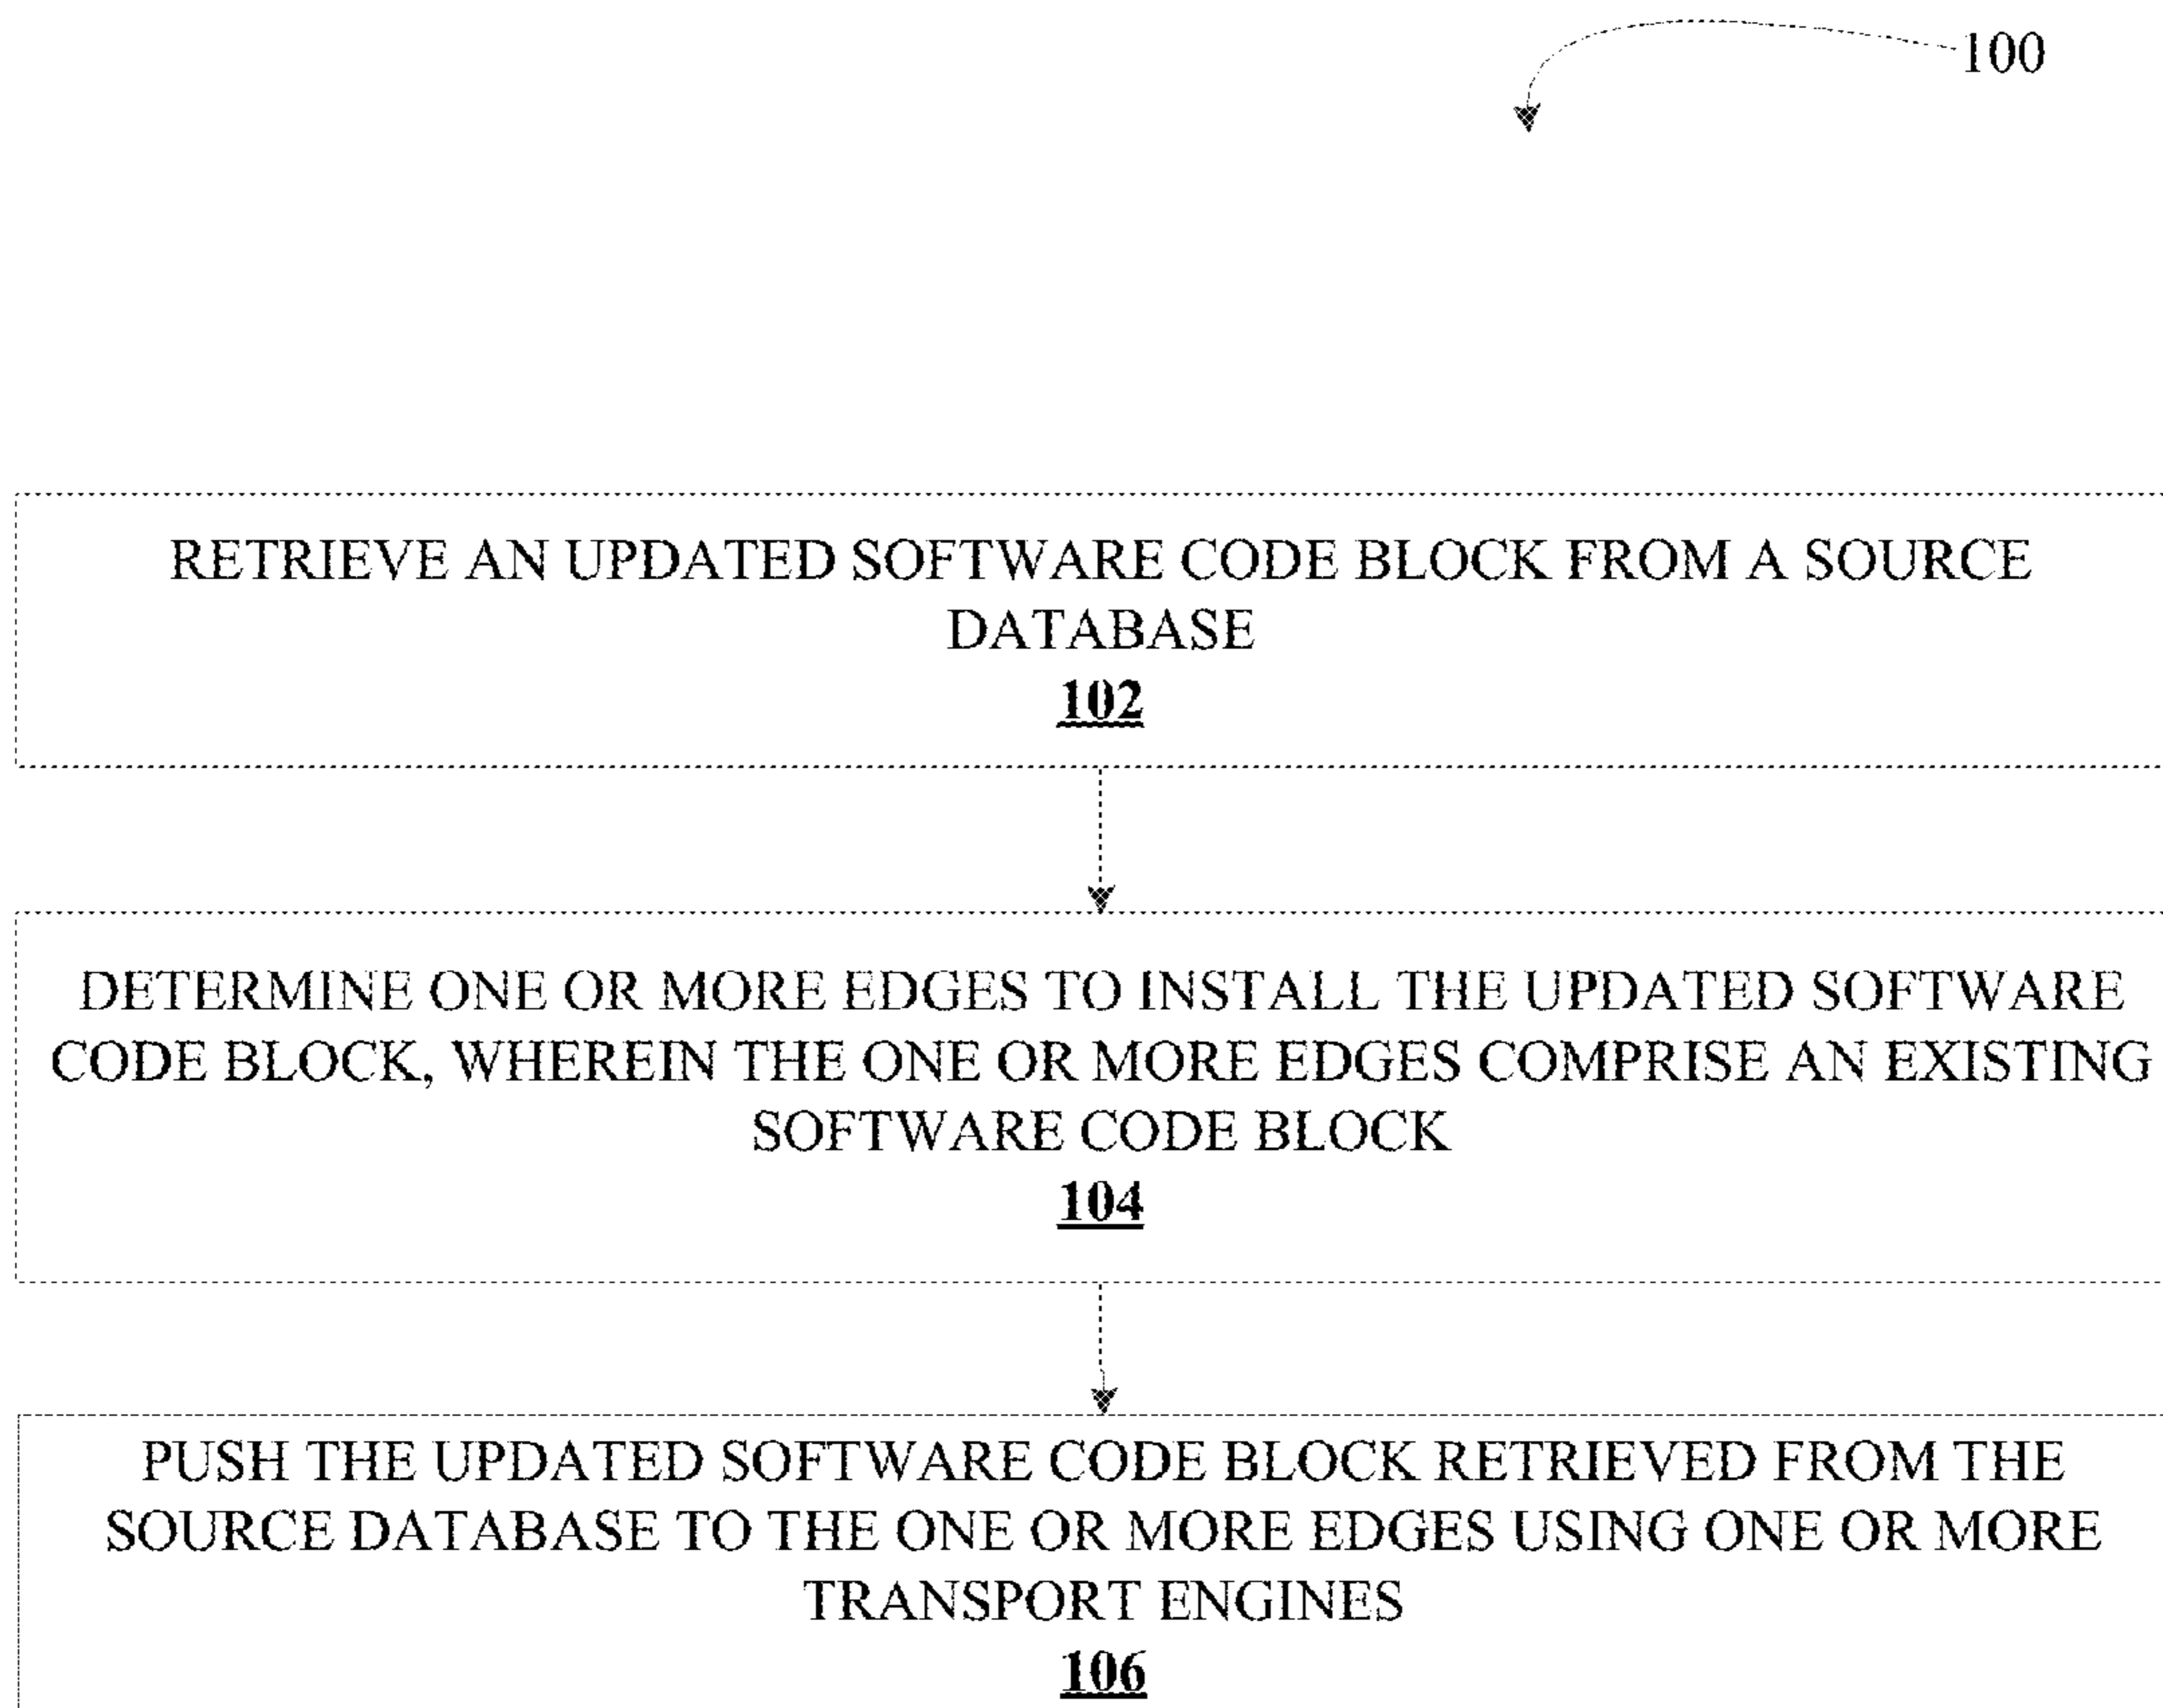 100
RETRIEVE AN UPDATED SOFTWARE CODE BLOCK FROM A SOURCE
DATABASE
102
DETERMINE ONE OR MORE EDGES TO INSTALL THE UPDATED SOFTWARE
CODE BLOCK, WHEREIN THE ONE OR MORE EDGES COMPRISE AN EXISTING
SOFTWARE CODE BLOCK
104
PUSH THE UPDATED SOFTWARE CODE BLOCK RETRIEVED FROM THE
SOURCE DATABASE TO THE ONE OR MORE EDGES USING ONE OR MORE
TRANSPORT ENGINES
106